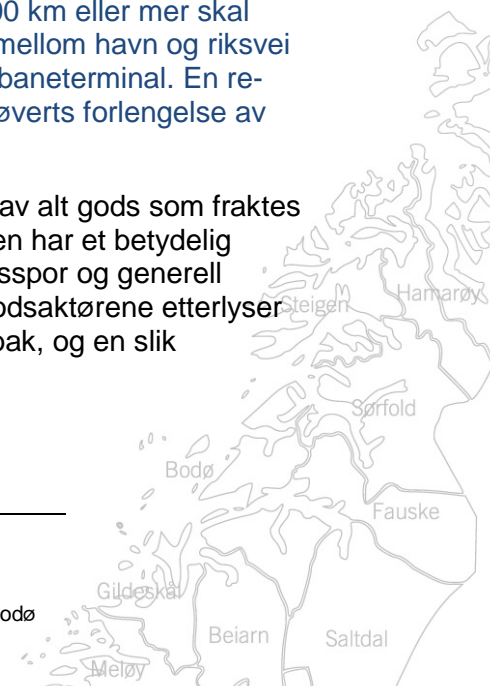 00 km eller mer skal
mellom havn og riksvei
baneterminal. En re-
øverts forlengelse av
av alt gods som fraktes
en har et betydelig
sspor og generell
odsaktørene etterlyser
bak, og en slik
Steigen
Hamarøy
Sørfold
Bodø
Fauske
Gildeskål
odø
Beiarn
Saltdal
Meløy